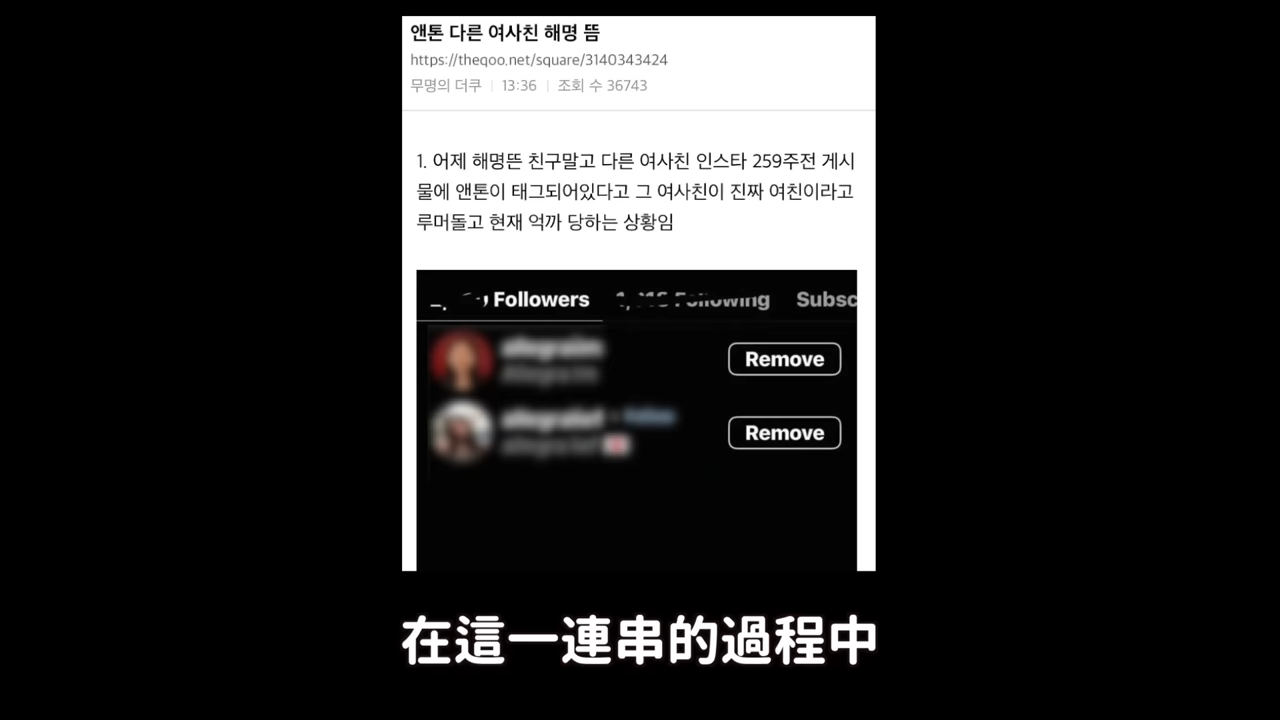 앤톤 다른 여사친 해명 뜸
https://theqoo.net/square/3140343424
무명의 더쿠 | 13:36 | 조회 수 36743
1. 어제 해명뜬 친구말고 다른 여사친 인스타 259주전 게시
물에 앤톤이 태그되어있다고 그 여사친이 진짜 여친이라고
루머돌고 현재 억까 당하는 상황임
Followers Following Subsc
Remove
Remove
在這一連串的過程中